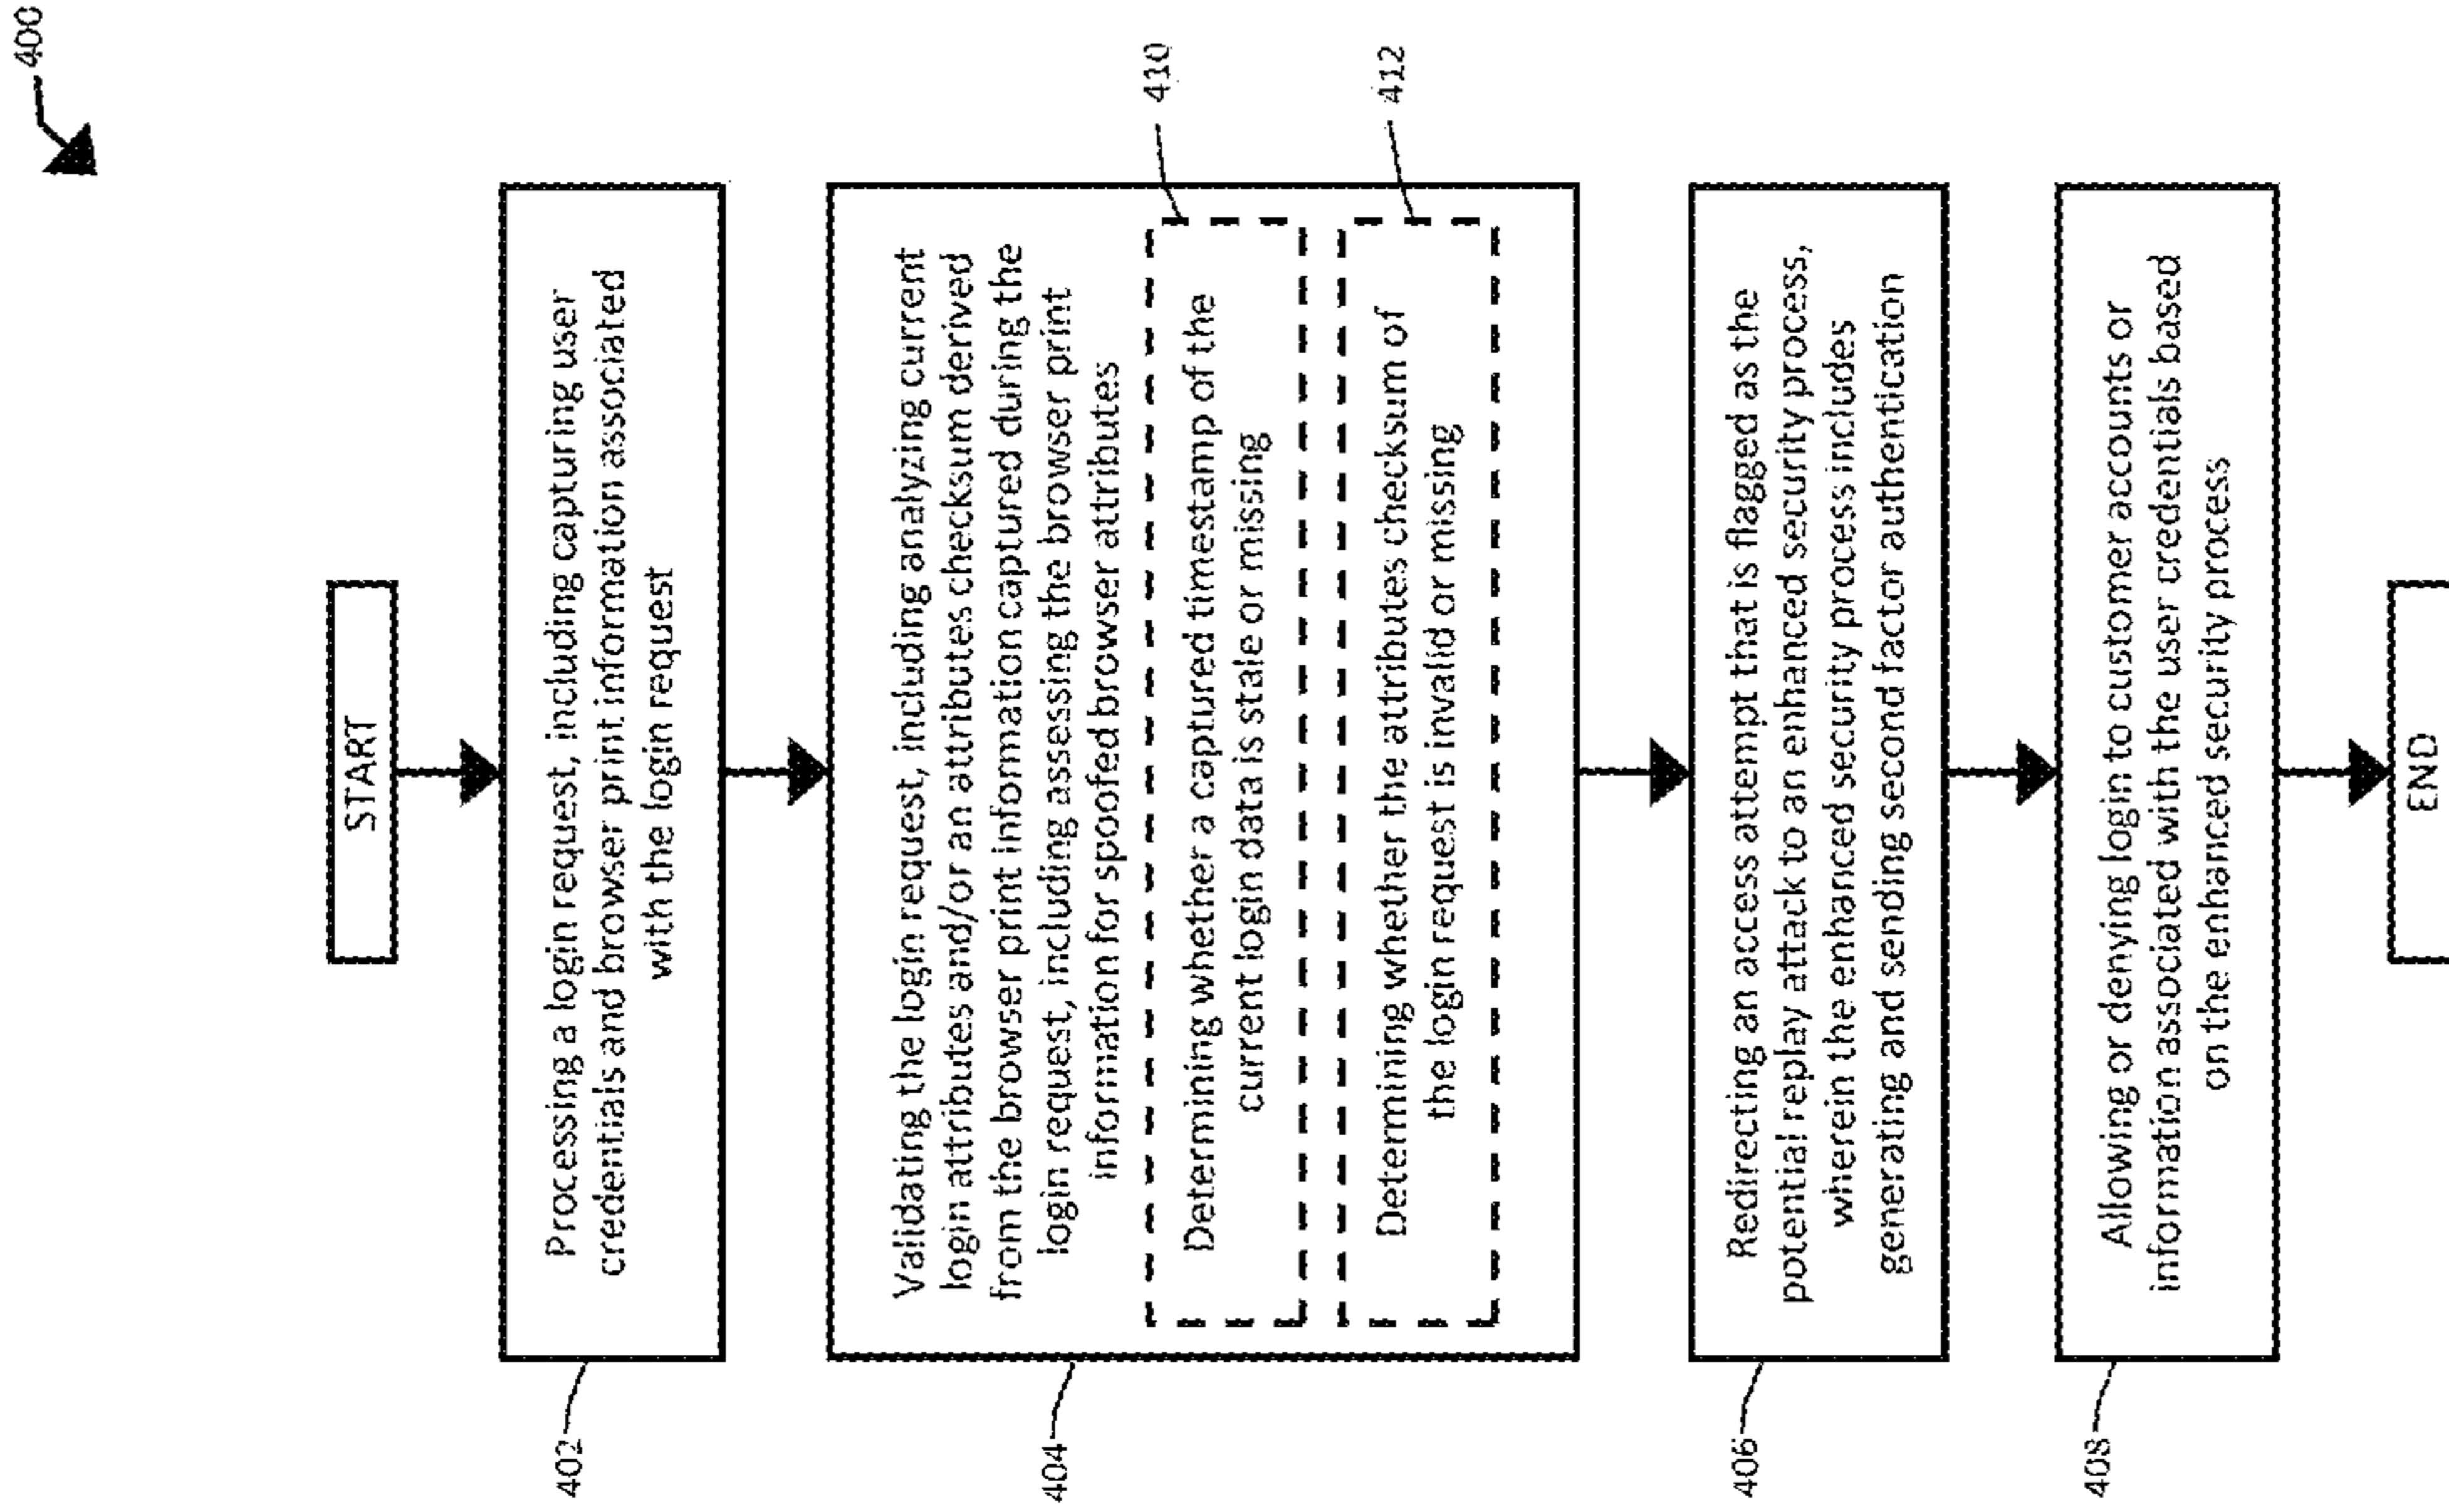 400
START
402
Processing a login request, including capturing user
credentials and browser print information associated
with the login request
404
Validating the login request, including analyzing current
login attributes and/or an attributes checksum derived
from the browser print information captured during the
login request, including assessing the browser print
information for spoofed browser attributes
410
Determining whether a captured timestamp of the
current login data is stale or missing
412
Determining whether the attributes checksum of
the login request is invalid or missing
406
Redirecting an access attempt that is flagged as the
potential replay attack to an enhanced security process,
wherein the enhanced security process includes
generating and sending second factor authentication
408
Allowing or denying login to customer accounts or
information associated with the user credentials based
on the enhanced security process
END